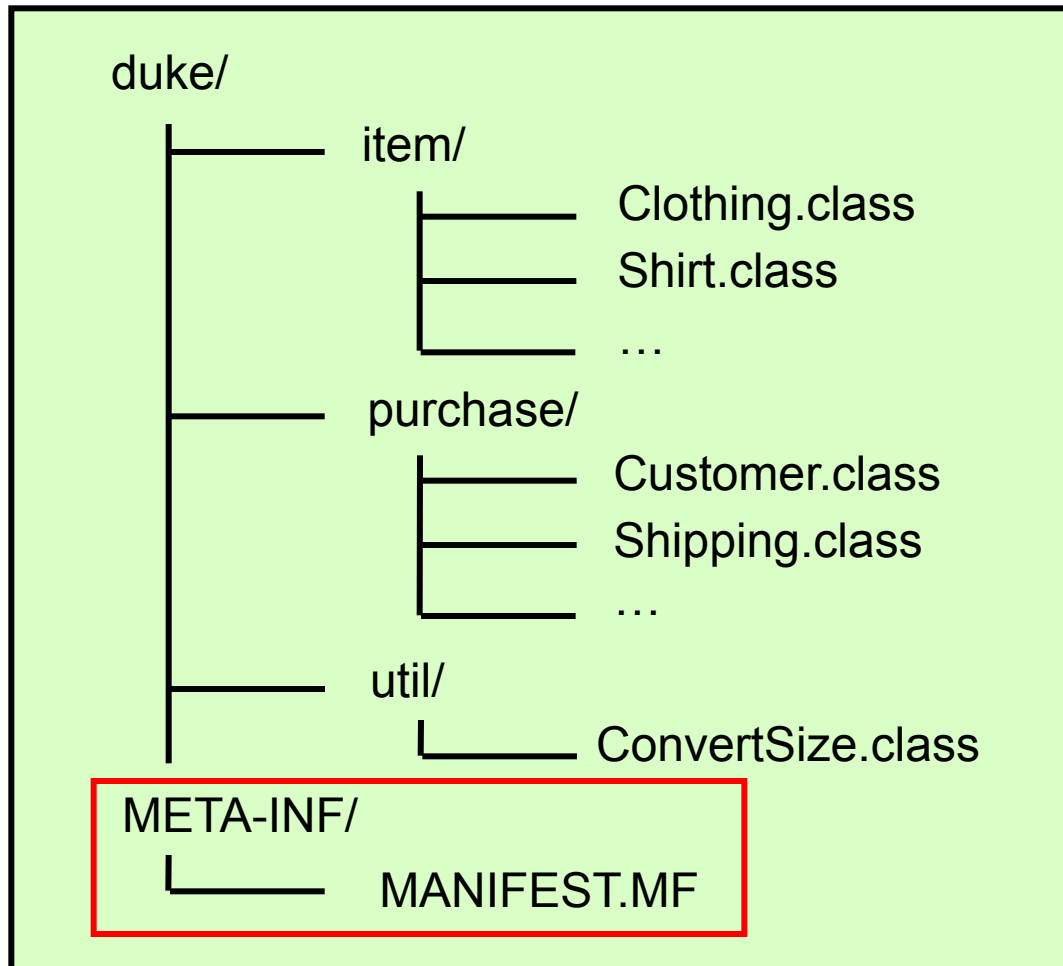 duke/
item/
Clothing.class
Shirt.class
…
purchase/
Customer.class
Shipping.class
…
util/
ConvertSize.class
META-INF/
MANIFEST.MF